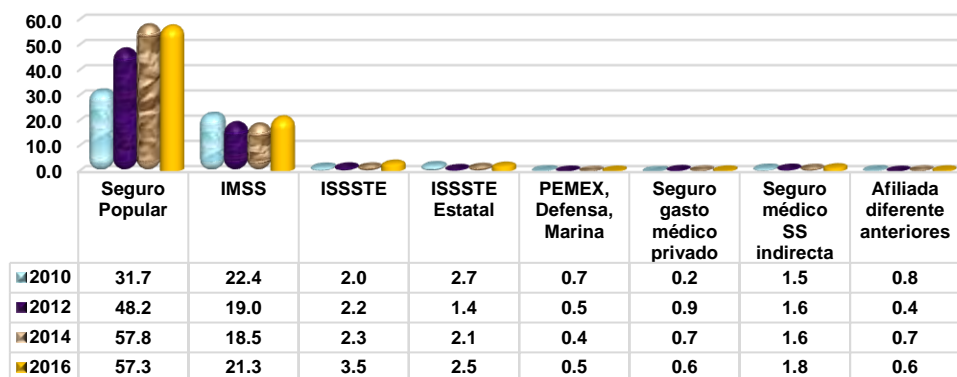 60.0
50.0
40.0
30.0
20.0
10.0
0.0
Seguro Popular IMSS ISSSTE ISSSTE Estatal PEMEX, Defensa, Marina Seguro gasto médico privado Seguro médico SS indirecta Afiliada diferente anteriores
2010 31.7 22.4 2.0 2.7 0.7 0.2 1.5 0.8
2012 48.2 19.0 2.2 1.4 0.5 0.9 1.6 0.4
2014 57.8 18.5 2.3 2.1 0.4 0.7 1.6 0.7
2016 57.3 21.3 3.5 2.5 0.5 0.6 1.8 0.6